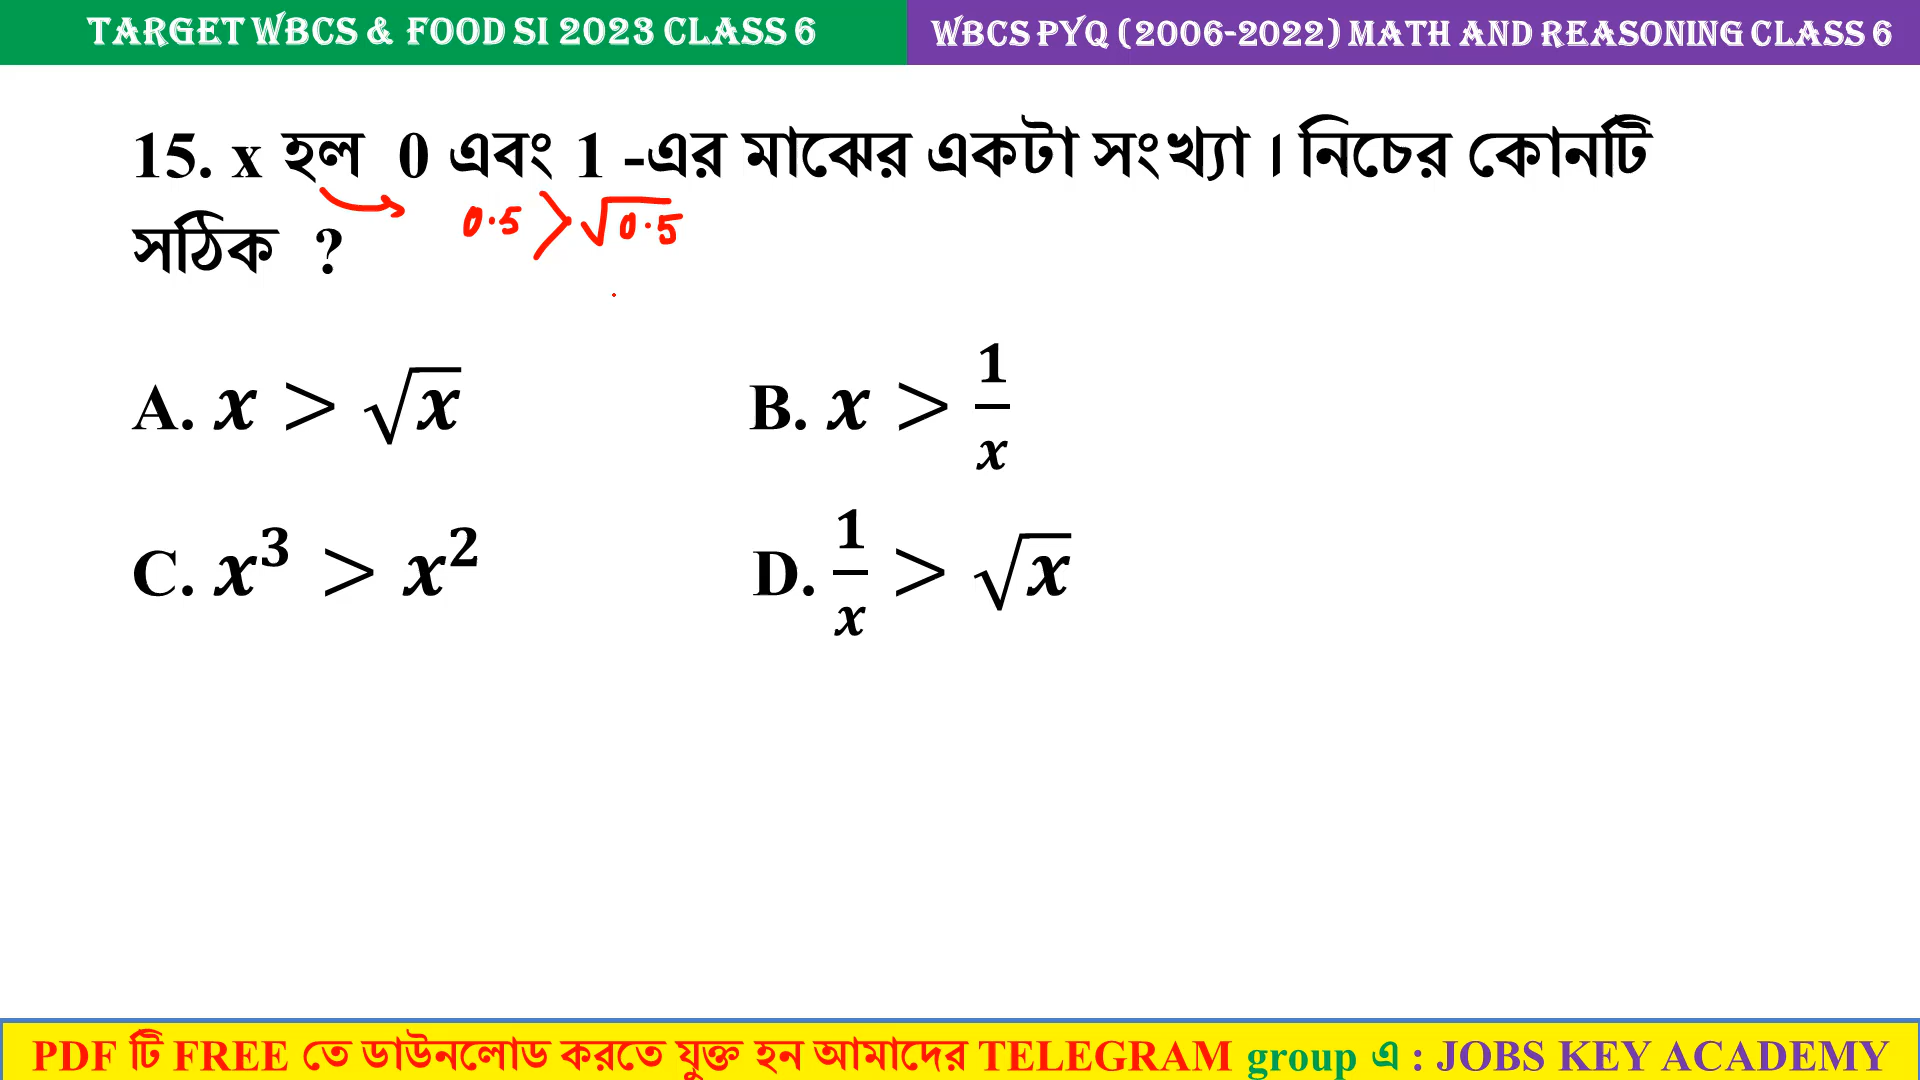 TARGET WBCS & FOOD SI 2023 CLASS 6
WBCS PYQ (2006-2022) MATH AND REASONING CLASS 6
15. x হল 0 এবং 1 -এর মাঝের একটা সংখ্যা । নিচের কোনটি
সঠিক ?
0.5 > √0.5
A. x > √x
B. x > 1/x
C. x³ > x²
D. 1/x > √x
PDF টি FREE তে ডাউনলোড করতে যুক্ত হন আমাদের TELEGRAM group এ : JOBS KEY ACADEMY